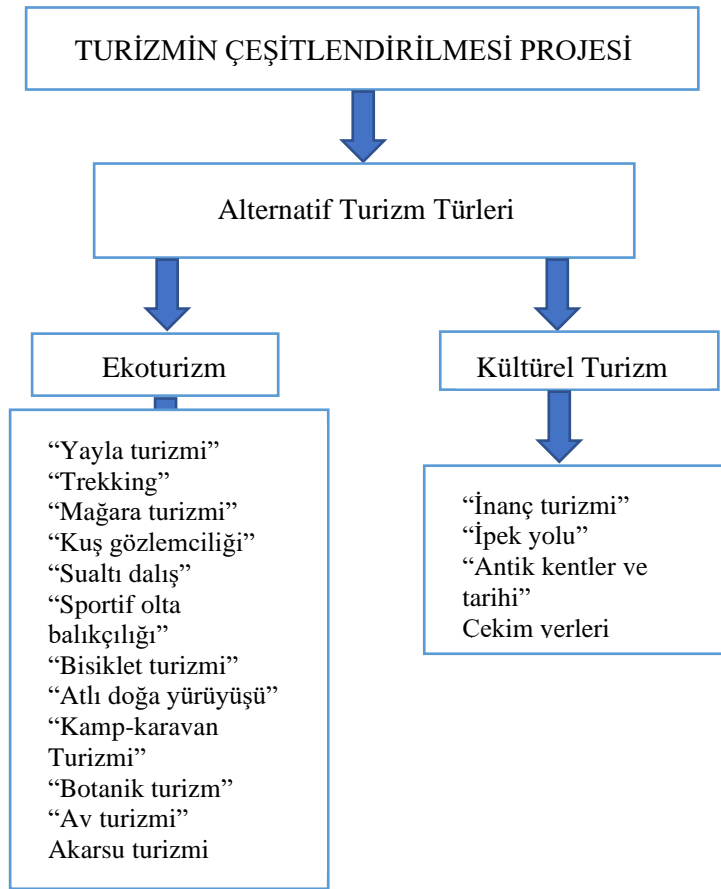 TURİZMİN ÇEŞİTLENDİRİLMESİ PROJESİ
Alternatif Turizm Türleri
Ekoturizm
“Yayla turizmi”
“Trekking”
“Mağara turizmi”
“Kuş gözlemciliği”
“Sualtı dalış”
“Sportif olta
balıkçılığı”
“Bisiklet turizmi”
“Atlı doğa yürüyüşü”
“Kamp-karavan
Turizmi”
“Botanik turizm”
“Av turizmi”
Akarsu turizmi
Kültürel Turizm
“İnanç turizmi”
“İpek yolu”
“Antik kentler ve
tarihi”
Çekim yerleri